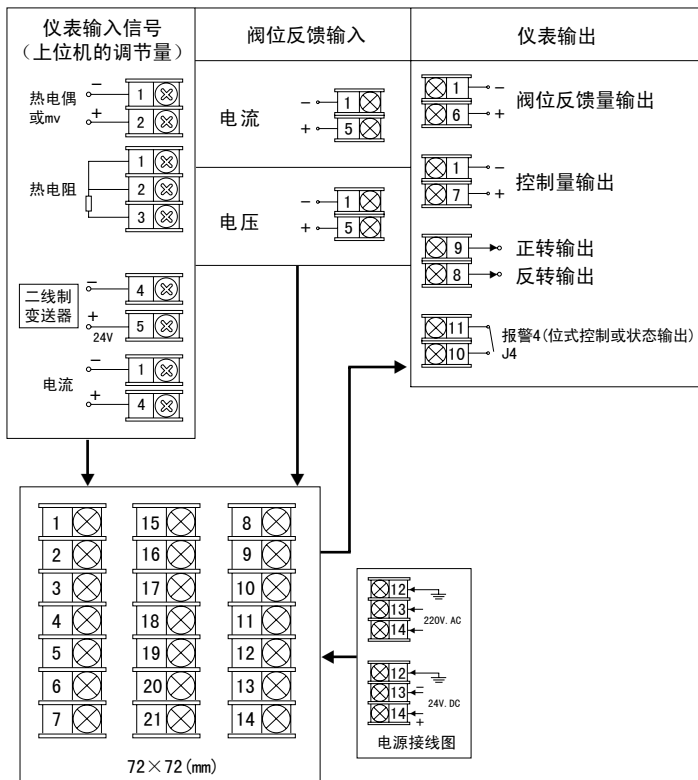 仪表输入信号
(上位机的调节量)
热电偶
或mv
−
+
1
2
热电阻
1
2
3
二线制
变送器
−
+
24V
4
5
电流
−
+
1
4
阀位反馈输入
电流
−
+
1
5
电压
−
+
1
5
仪表输出
1
−
6
+
阀位反馈量输出
1
−
7
+
控制量输出
9
正转输出
8
反转输出
11
10
报警4(位式控制或状态输出)
J4
1 15 8
2 16 9
3 17 10
4 18 11
5 19 12
6 20 13
7 21 14
72×72(mm)
12
13
14
220V.AC
12
13
−
14
+
24V.DC
电源接线图